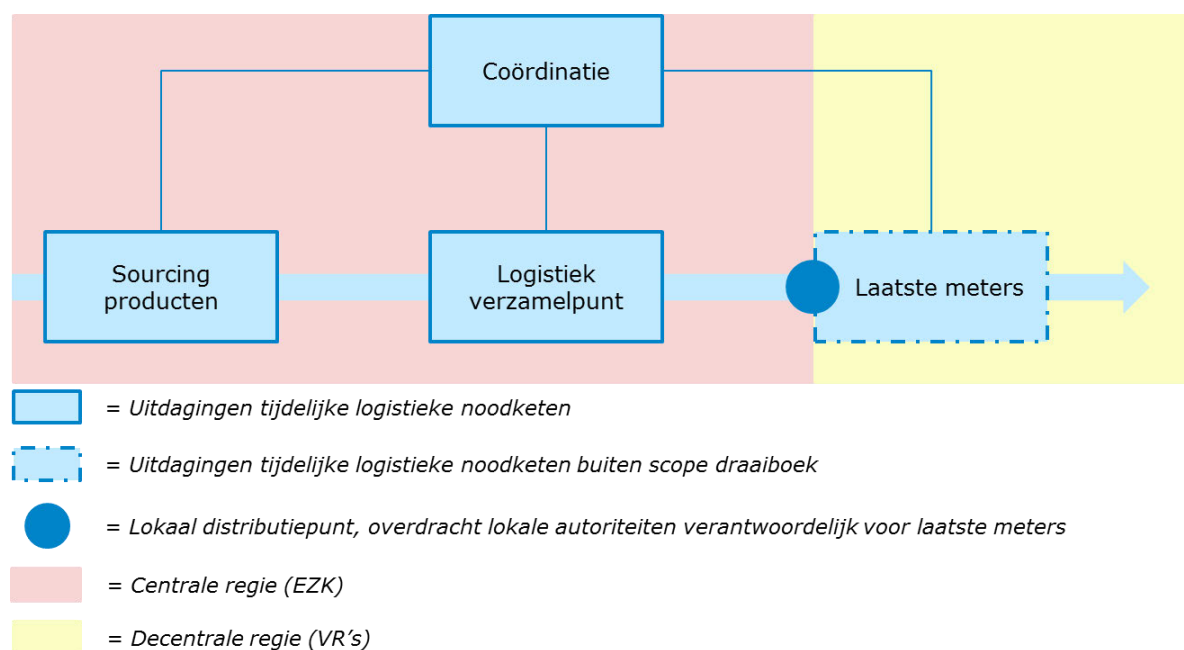 Coördinatie
Sourcing
producten
Logistiek
verzamelpunt
Laatste meters
= Uitdagingen tijdelijke logistieke noodketen
= Uitdagingen tijdelijke logistieke noodketen buiten scope draaiboek
= Lokaal distributiepunt, overdracht lokale autoriteiten verantwoordelijk voor laatste meters
= Centrale regie (EZK)
= Decentrale regie (VR’s)